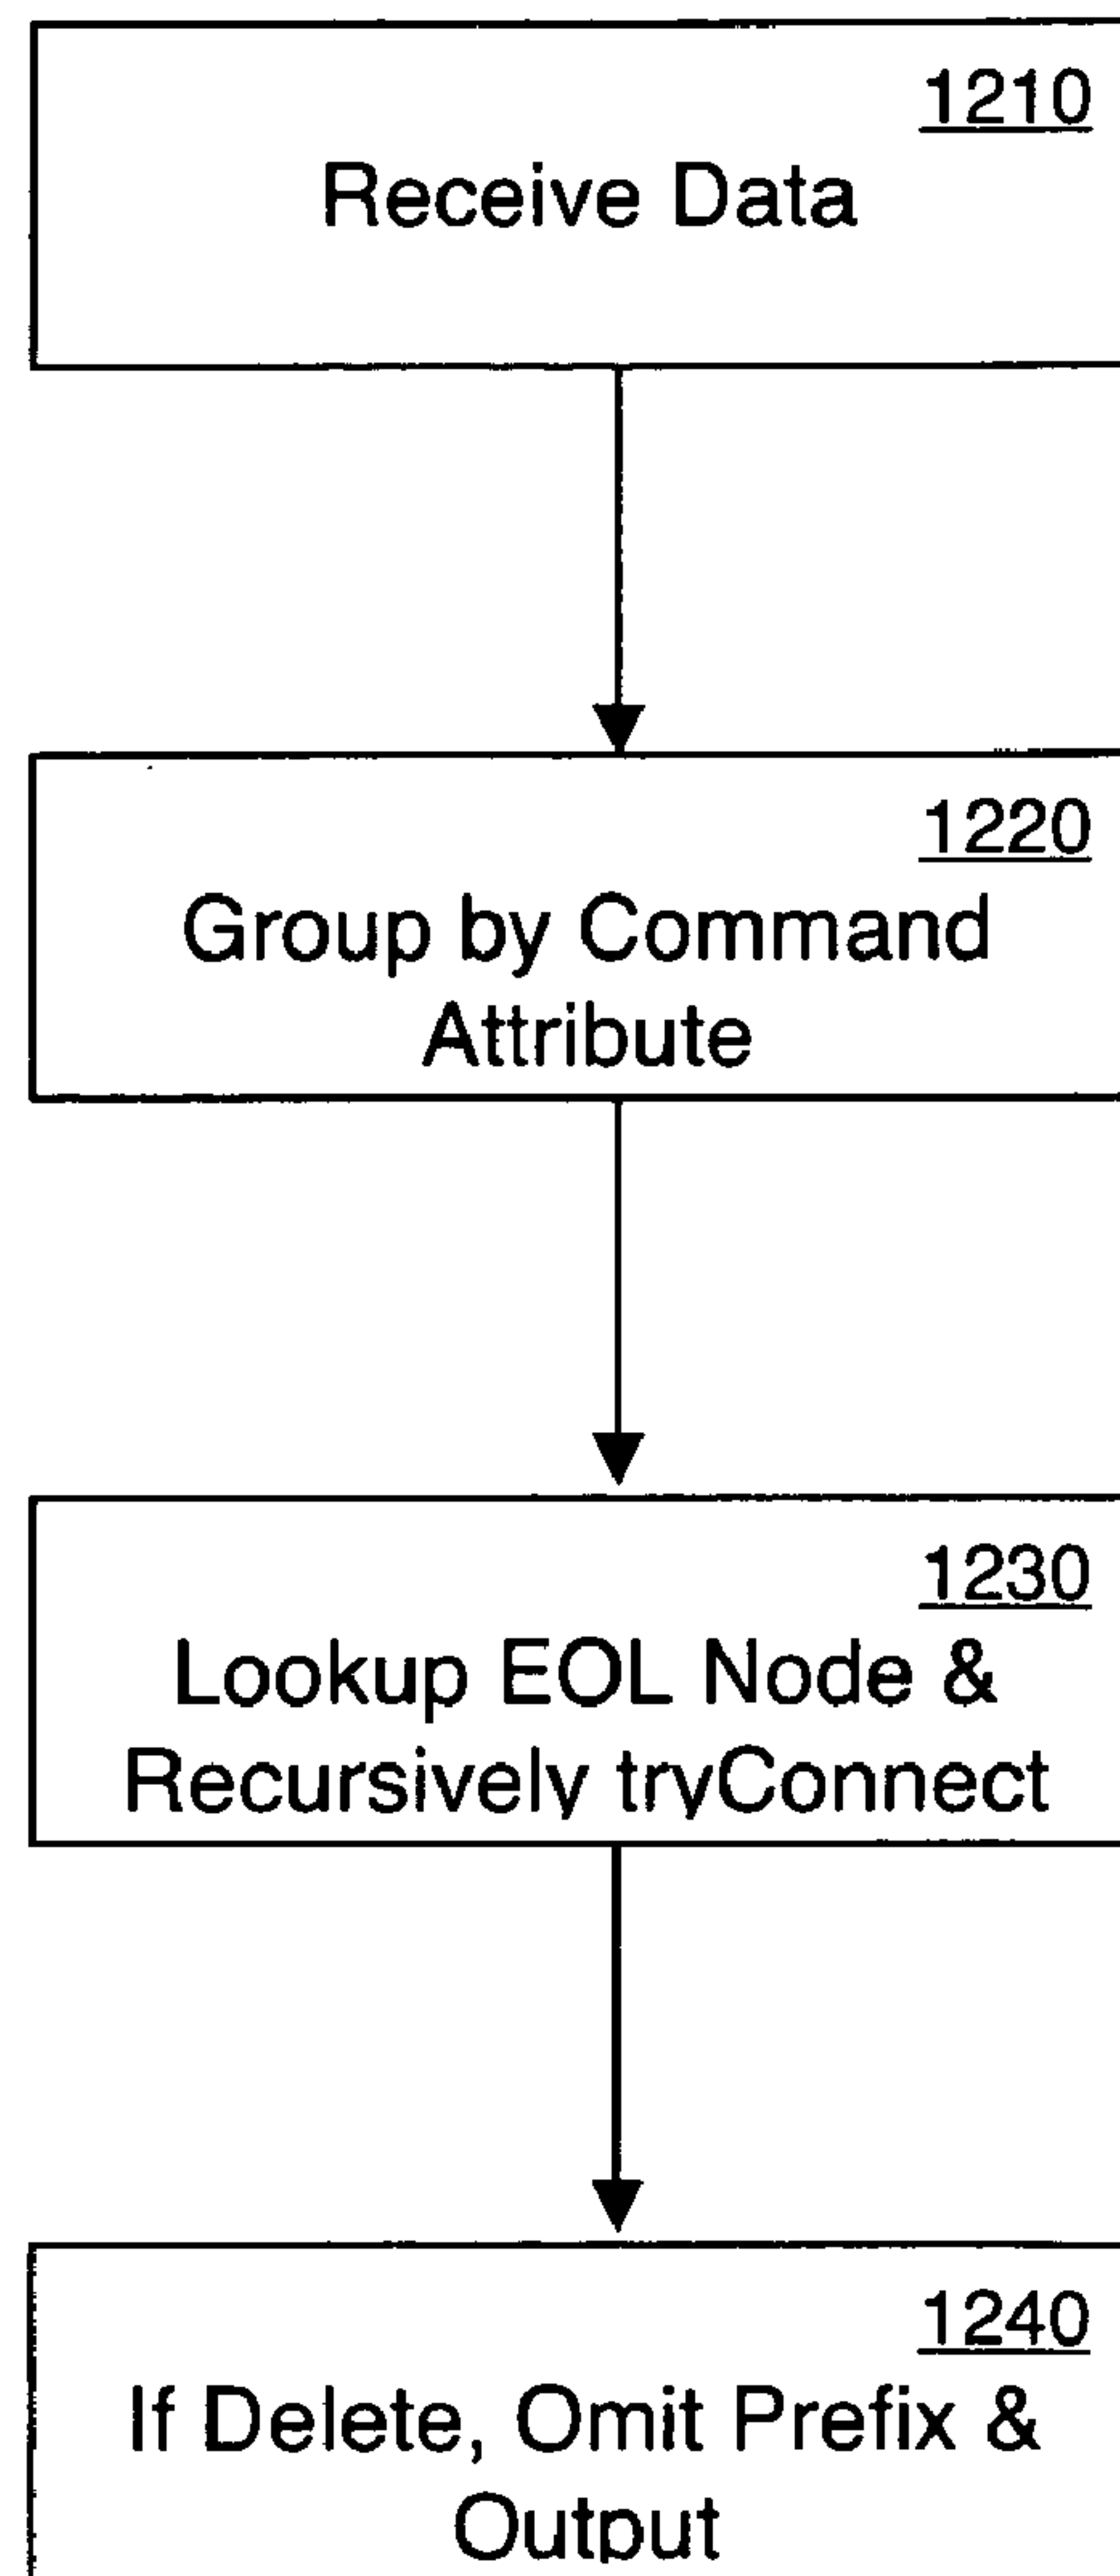 1210
Receive Data
1220
Group by Command
Attribute
1230
Lookup EOL Node &
Recursively tryConnect
1240
If Delete, Omit Prefix &
Output